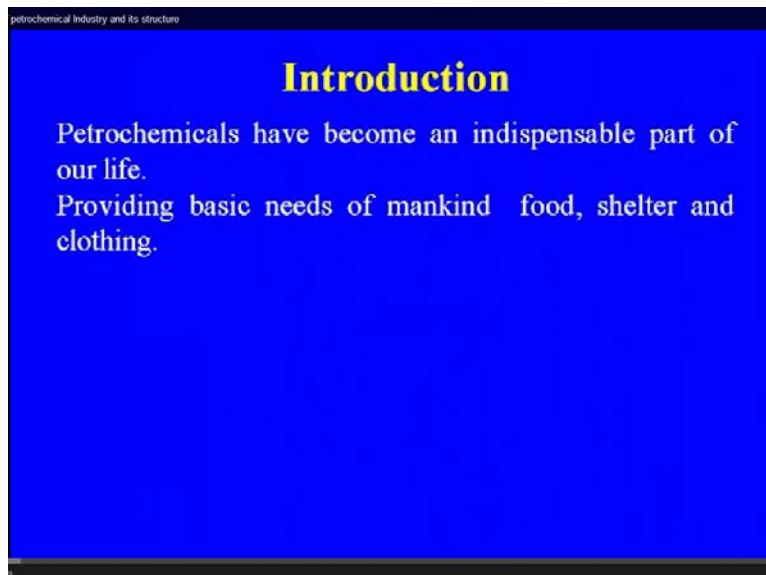 petrochemical Industry and its structure
Introduction
Petrochemicals have become an indispensable part of
our life.
Providing basic needs of mankind food, shelter and
clothing.